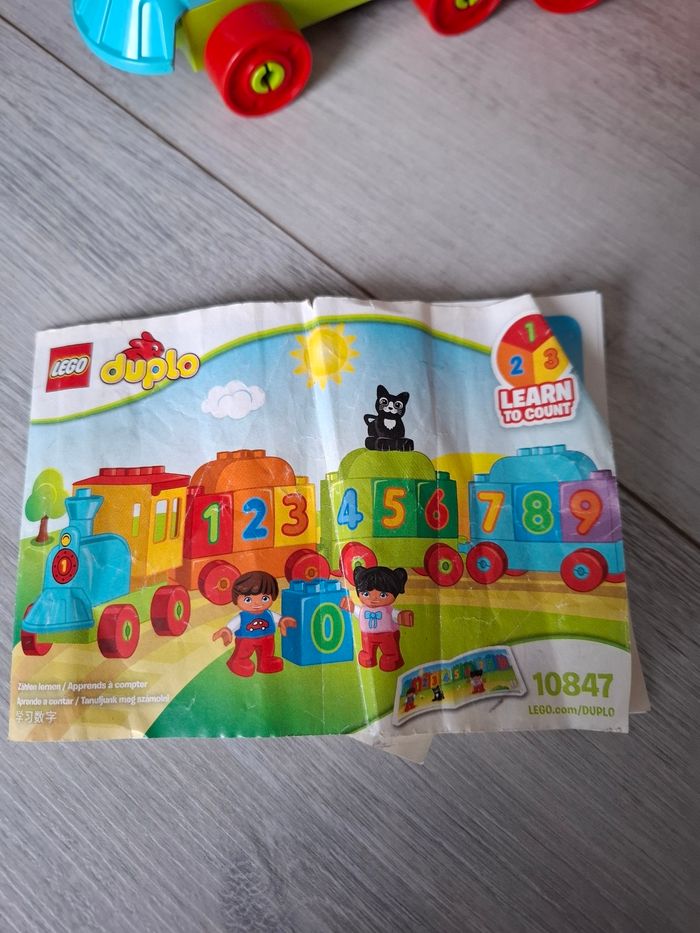 LEGO duplo
1
2 3
LEARN
TO COUNT
1 2 3 4 5 6 7 8 9
1
0
Zählen lernen / Apprends à compter
Aprende a contar / Tanuljunk meg számolni
学习数字
10847
LEGO.com/DUPLO